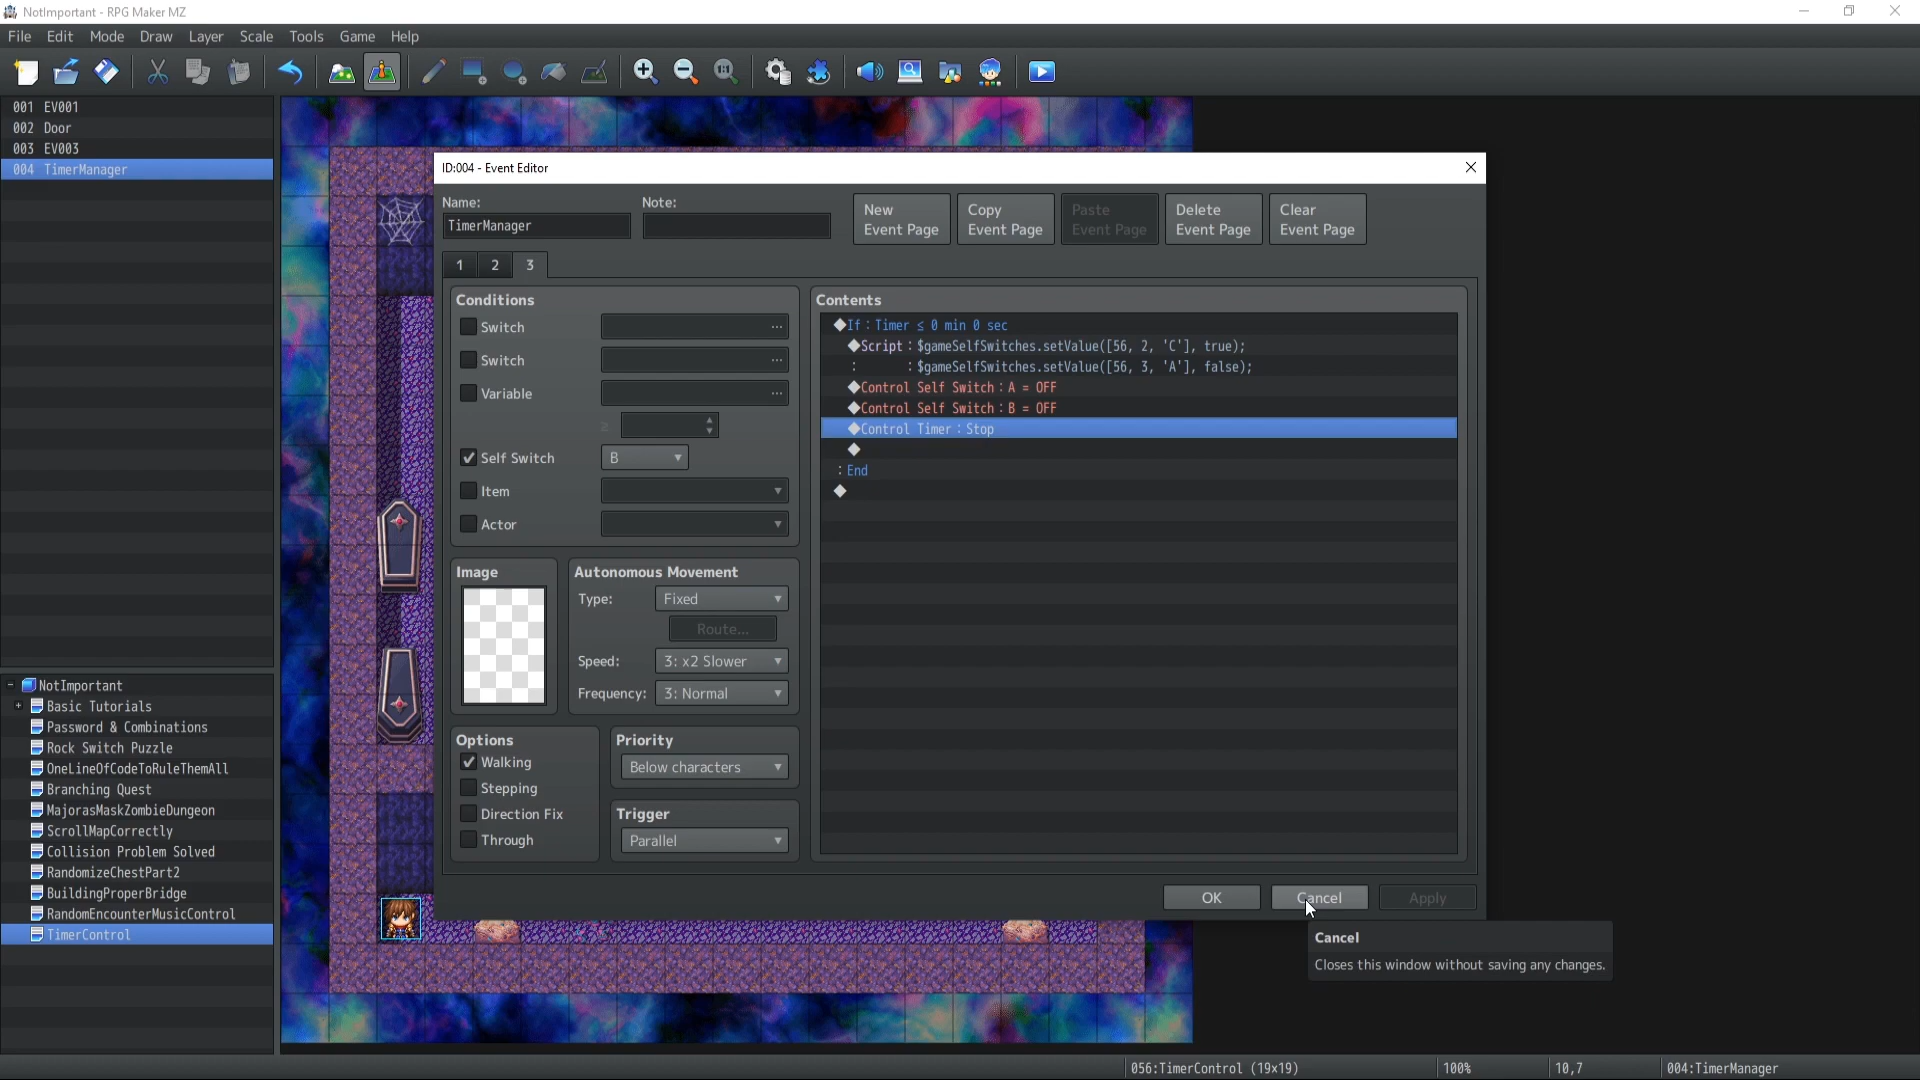 NotImportant - RPG Maker MZ
File Edit Mode Draw Layer Scale Tools Game Help
001 EV001
002 Door
003 EV003
004 TimerManager
ID:004 - Event Editor
Name:
TimerManager
Note:
New Event Page
Copy Event Page
Paste Event Page
Delete Event Page
Clear Event Page
1 2 3
Conditions
Switch ...
Switch ...
Variable ...
≥
Self Switch B
Item
Actor
Image
Autonomous Movement
Type: Fixed
Route...
Speed: 3: x2 Slower
Frequency: 3: Normal
Options
Walking
Stepping
Direction Fix
Through
Priority
Below characters
Trigger
Parallel
Contents
◆If : Timer ≤ 0 min 0 sec
◆Script : $gameSelfSwitches.setValue([56, 2, 'C'], true);
: : $gameSelfSwitches.setValue([56, 3, 'A'], false);
◆Control Self Switch : A = OFF
◆Control Self Switch : B = OFF
◆Control Timer : Stop
◆
: End
◆
OK Cancel Apply
Cancel
Closes this window without saving any changes.
NotImportant
Basic Tutorials
Password & Combinations
Rock Switch Puzzle
OneLineOfCodeToRuleThemAll
Branching Quest
MajorasMaskZombieDungeon
ScrollMapCorrectly
Collision Problem Solved
RandomizeChestPart2
BuildingProperBridge
RandomEncounterMusicControl
TimerControl
056:TimerControl (19x19) 100% 10,7 004:TimerManager